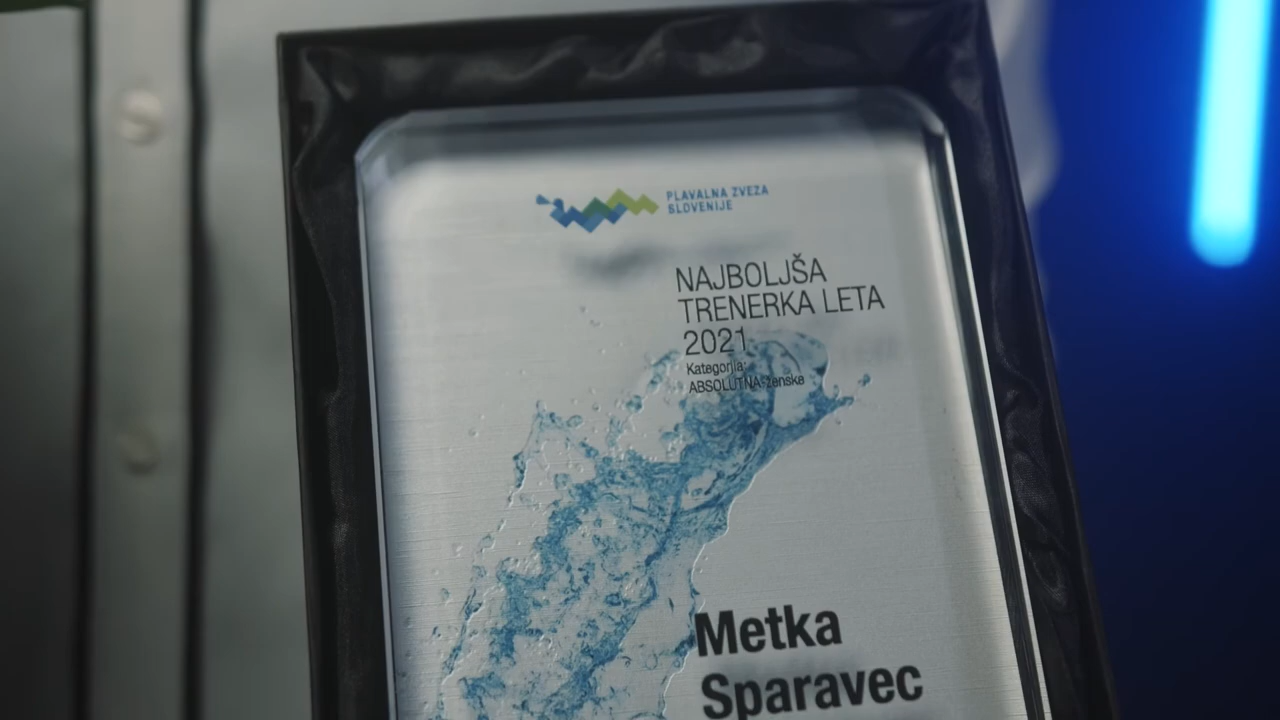 PLAVALNA ZVEZA
SLOVENIJE
NAJBOLJŠA
TRENERKA LETA
2021
Kategorija:
ABSOLUTNA-ženske
Metka
Sparavec